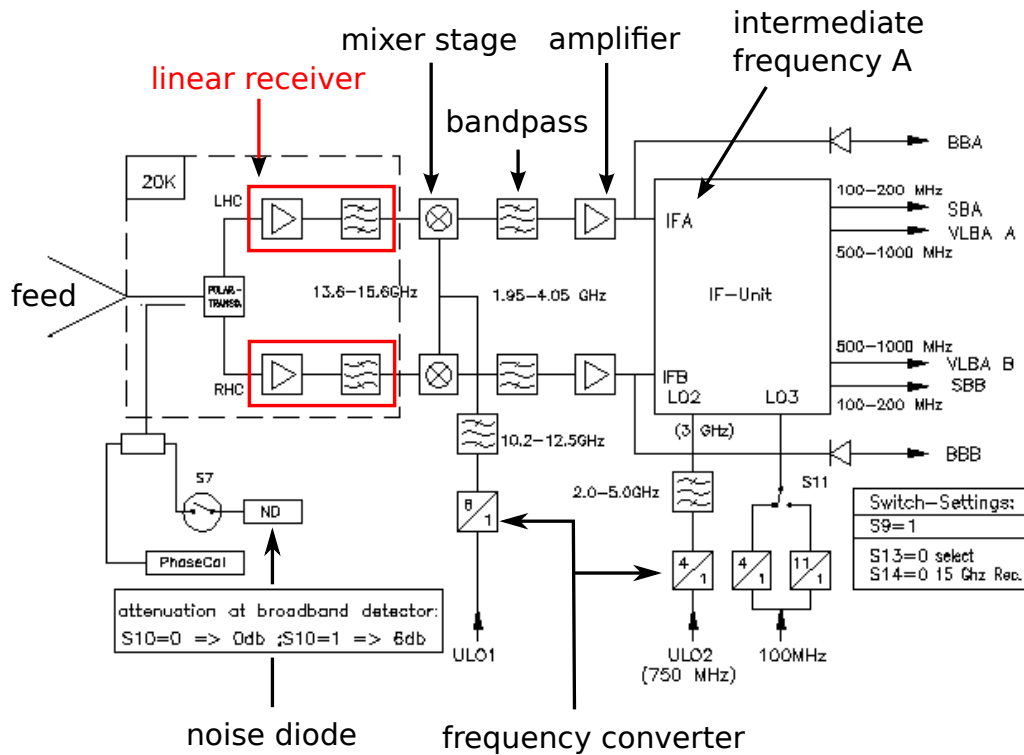 mixer stage
amplifier
intermediate
frequency A
linear receiver
bandpass
BBA
20K
LHC
100-200 MHz
SBA
IFA
VLBA A
500-1000 MHz
feed
POLAR-
TRANSD.
13.6-15.6GHz
1.95-4.05 GHz
IF-Unit
500-1000 MHz
VLBA B
RHC
IFB
SBB
LO2
LO3
100-200 MHz
(3 GHz)
10.2-12.5GHz
BBB
S7
2.0-5.0GHz
S11
Switch-Settings:
S9=1
S13=0 select
S14=0 15 Ghz Rec.
ND
8
1
PhaseCal
4
1
4
1
11
1
attenuation at broadband detector:
S10=0 => 0db ;S10=1 => 6db
ULO1
ULO2
(750 MHz)
100MHz
noise diode
frequency converter